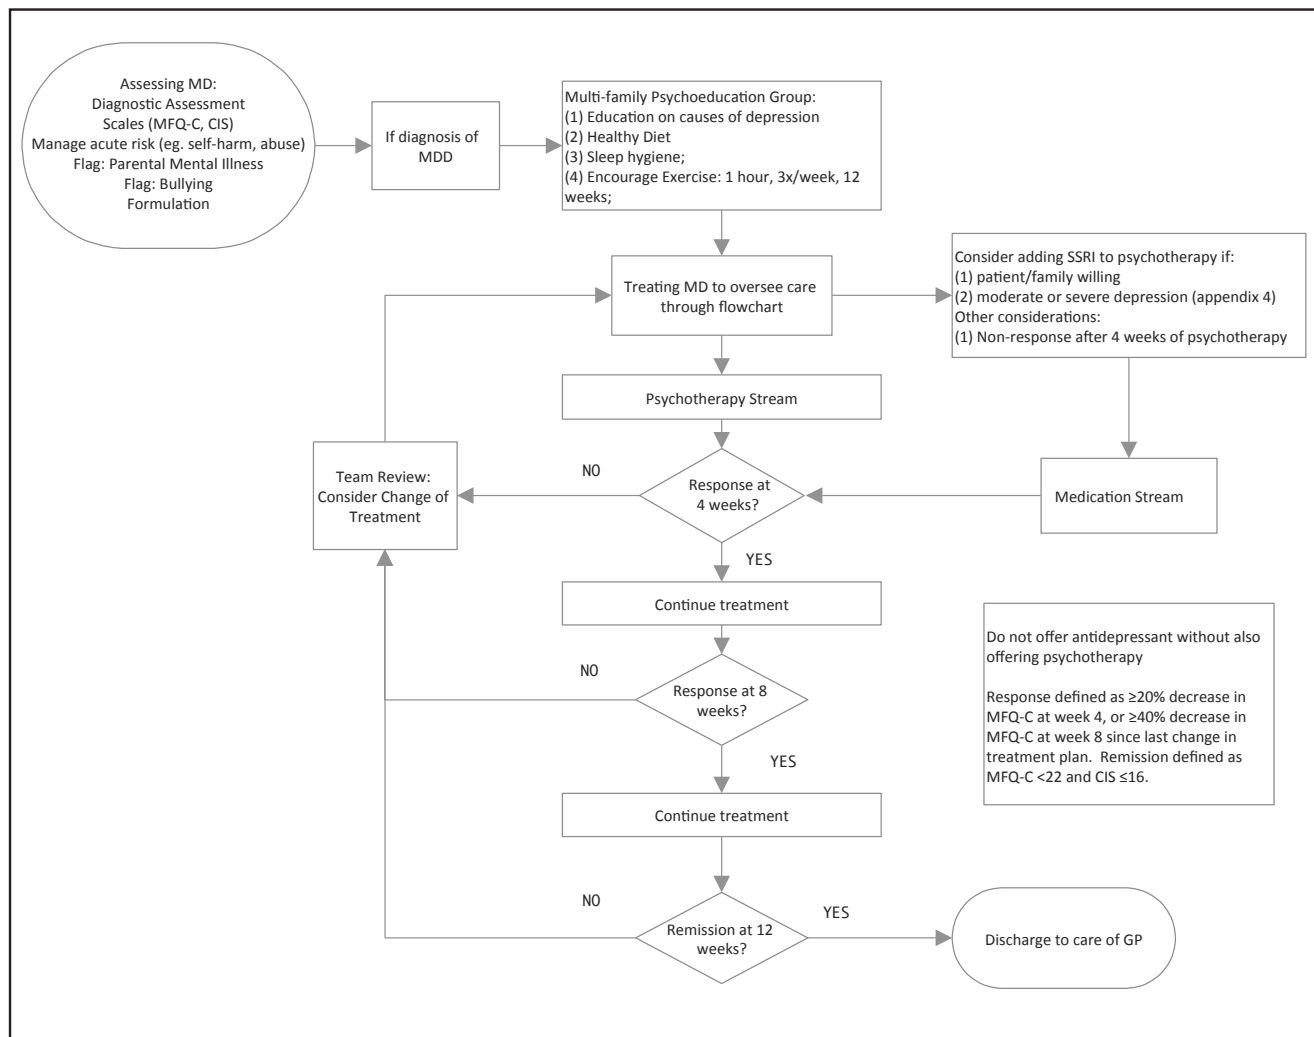 Assessing MD:
Diagnostic Assessment
Scales (MFQ-C, CIS)
Manage acute risk (eg. self-harm, abuse)
Flag: Parental Mental Illness
Flag: Bullying
Formulation
If diagnosis of
MDD
Multi-family Psychoeducation Group:
(1) Education on causes of depression
(2) Healthy Diet
(3) Sleep hygiene;
(4) Encourage Exercise: 1 hour, 3x/week, 12
weeks;
Treating MD to oversee care
through flowchart
Consider adding SSRI to psychotherapy if:
(1) patient/family willing
(2) moderate or severe depression (appendix 4)
Other considerations:
(1) Non-response after 4 weeks of psychotherapy
Psychotherapy Stream
Team Review:
Consider Change of
Treatment
NO
Response at
4 weeks?
Medication Stream
YES
Continue treatment
Do not offer antidepressant without also
offering psychotherapy
Response defined as ≥20% decrease in
MFQ-C at week 4, or ≥40% decrease in
MFQ-C at week 8 since last change in
treatment plan. Remission defined as
MFQ-C <22 and CIS ≤16.
NO
Response at 8
weeks?
YES
Continue treatment
NO
Remission at 12
weeks?
YES
Discharge to care of GP